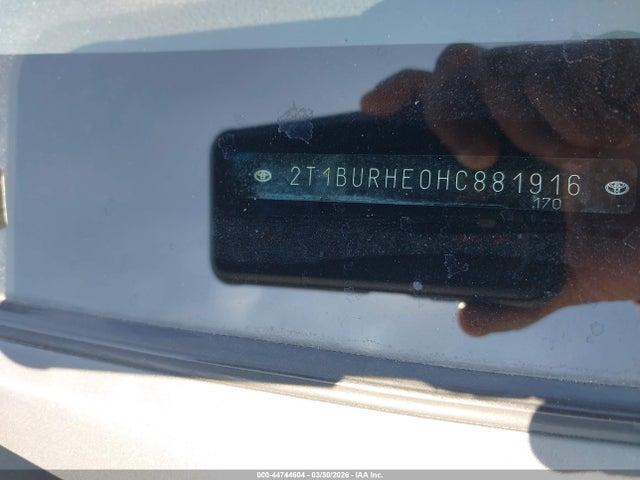 2T1BURHE0HC881916
170
000-44744604 | 03/30/2026 - IAA Inc.